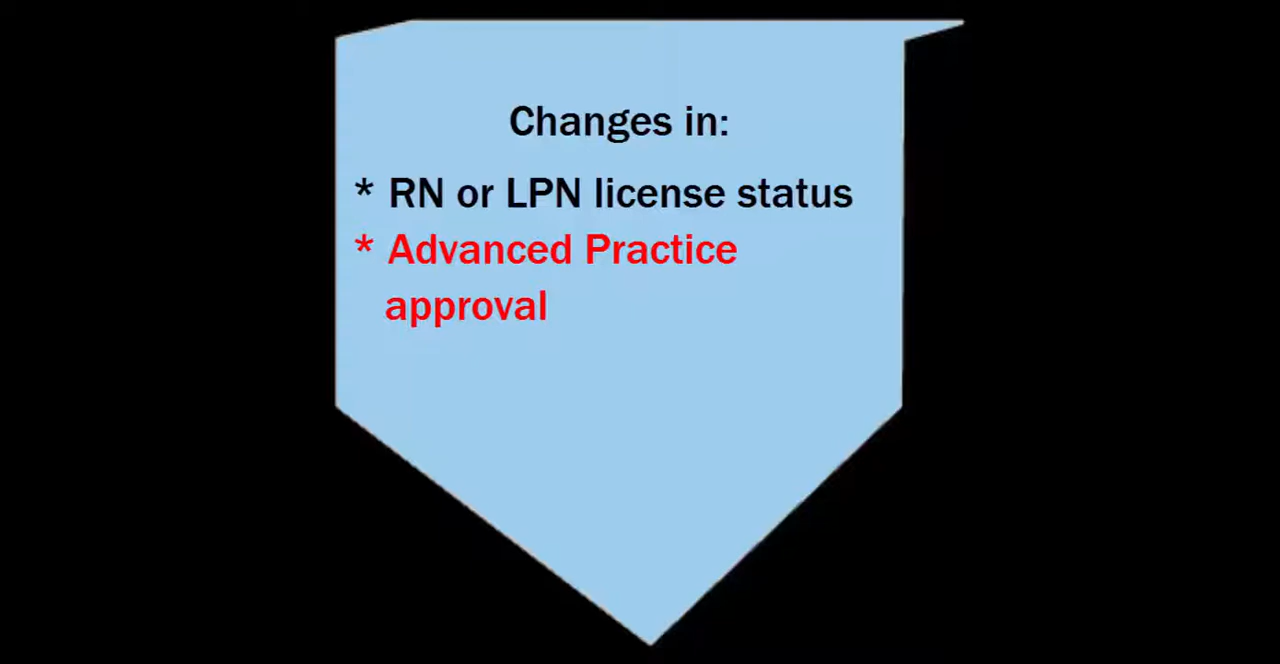 Changes in:
* RN or LPN license status
* Advanced Practice
approval